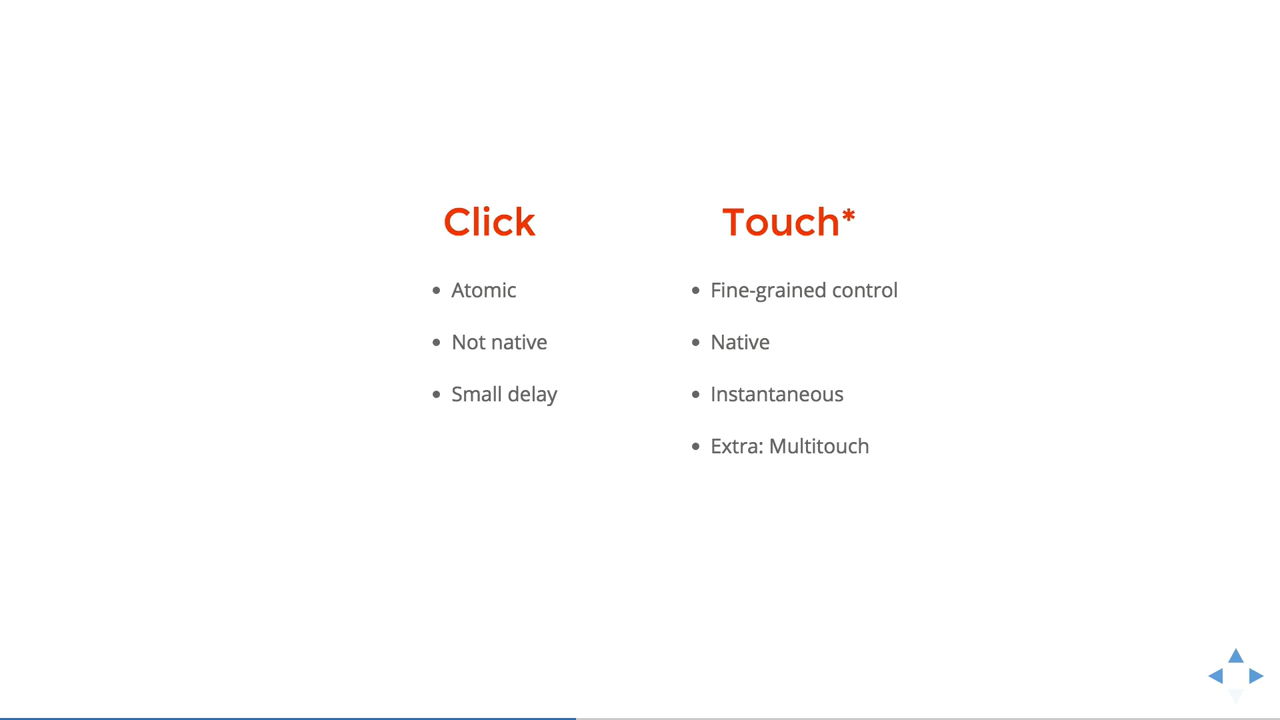 Click
Atomic
Not native
Small delay
Touch*
Fine-grained control
Native
Instantaneous
Extra: Multitouch